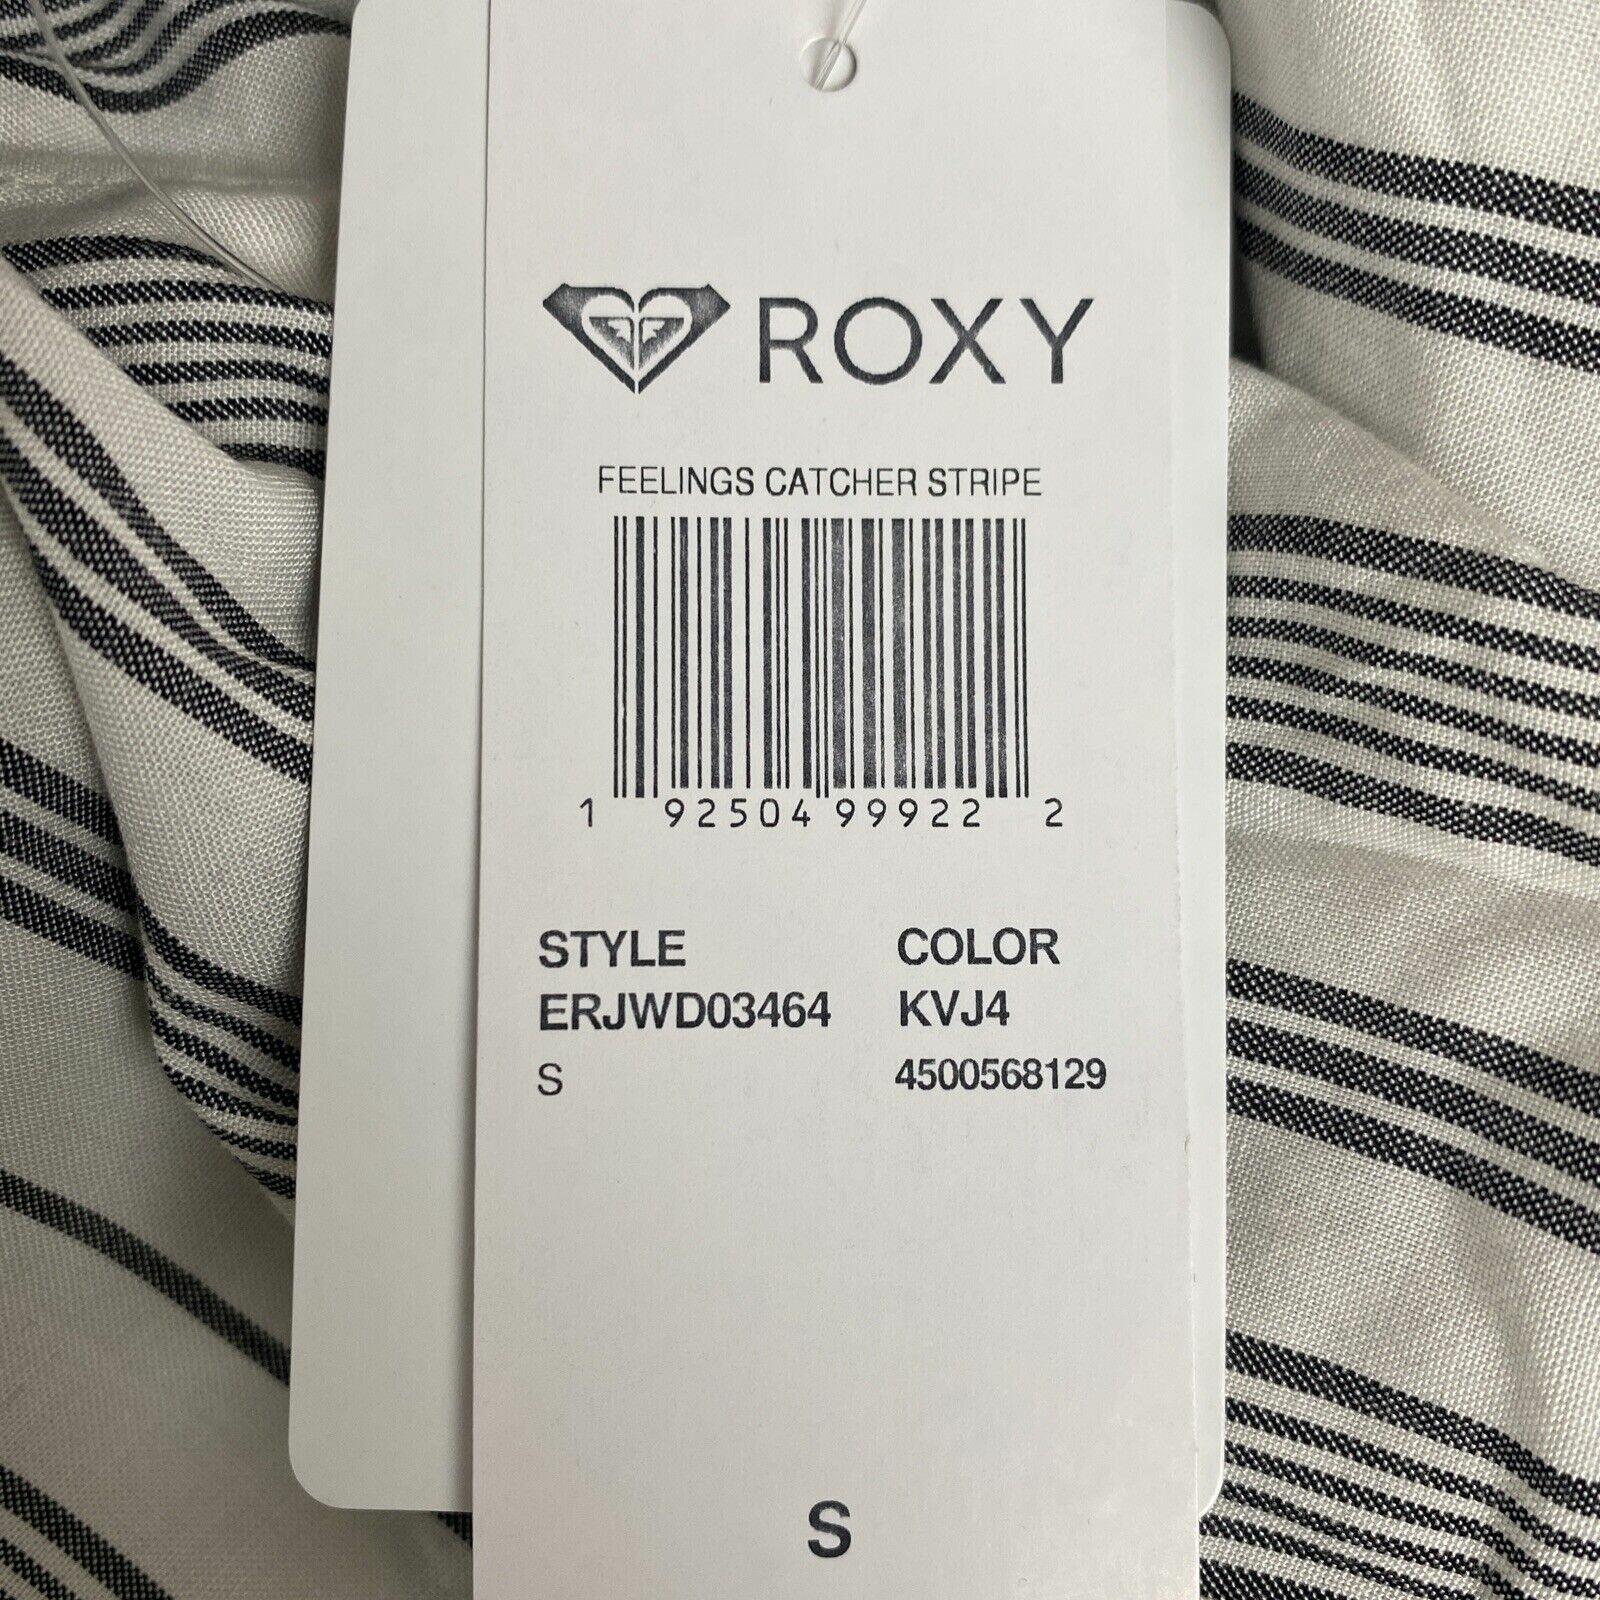 ROXY
FEELINGS CATCHER STRIPE
1 92504 99922 2
STYLE COLOR
ERJWD03464 KVJ4
S 4500568129
S